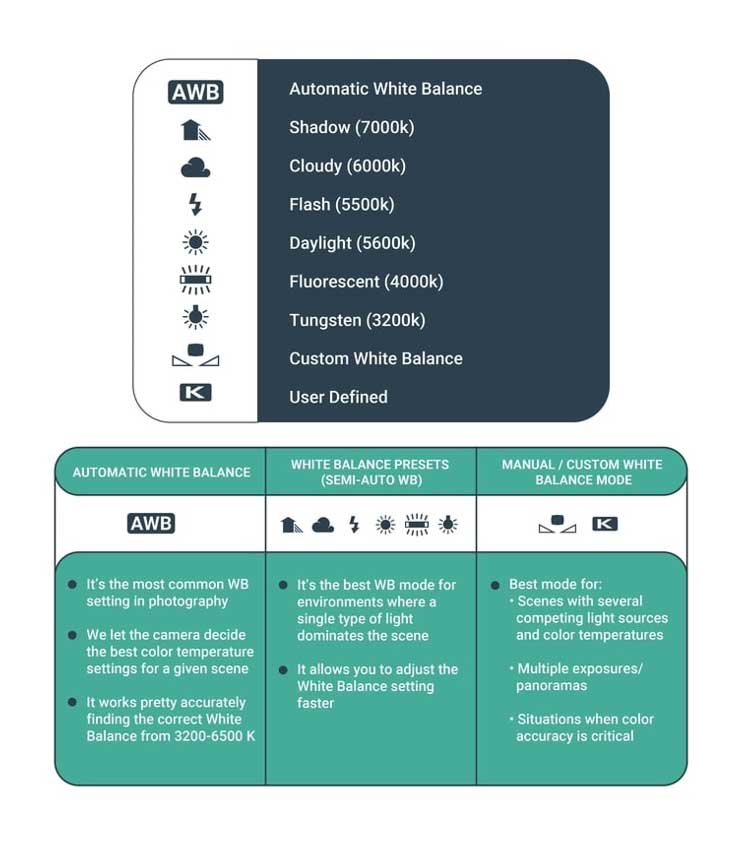 AWB Automatic White Balance
Shadow (7000k)
Cloudy (6000k)
Flash (5500k)
Daylight (5600k)
Fluorescent (4000k)
Tungsten (3200k)
Custom White Balance
K User Defined
AUTOMATIC WHITE BALANCE
AWB
It's the most common WB
setting in photography
We let the camera decide
the best color temperature
settings for a given scene
It works pretty accurately
finding the correct White
Balance from 3200-6500 K
WHITE BALANCE PRESETS
(SEMI-AUTO WB)
It's the best WB mode for
environments where a
single type of light
dominates the scene
It allows you to adjust the
White Balance setting
faster
MANUAL / CUSTOM WHITE
BALANCE MODE
K
Best mode for:
• Scenes with several
competing light sources
and color temperatures
• Multiple exposures/
panoramas
• Situations when color
accuracy is critical